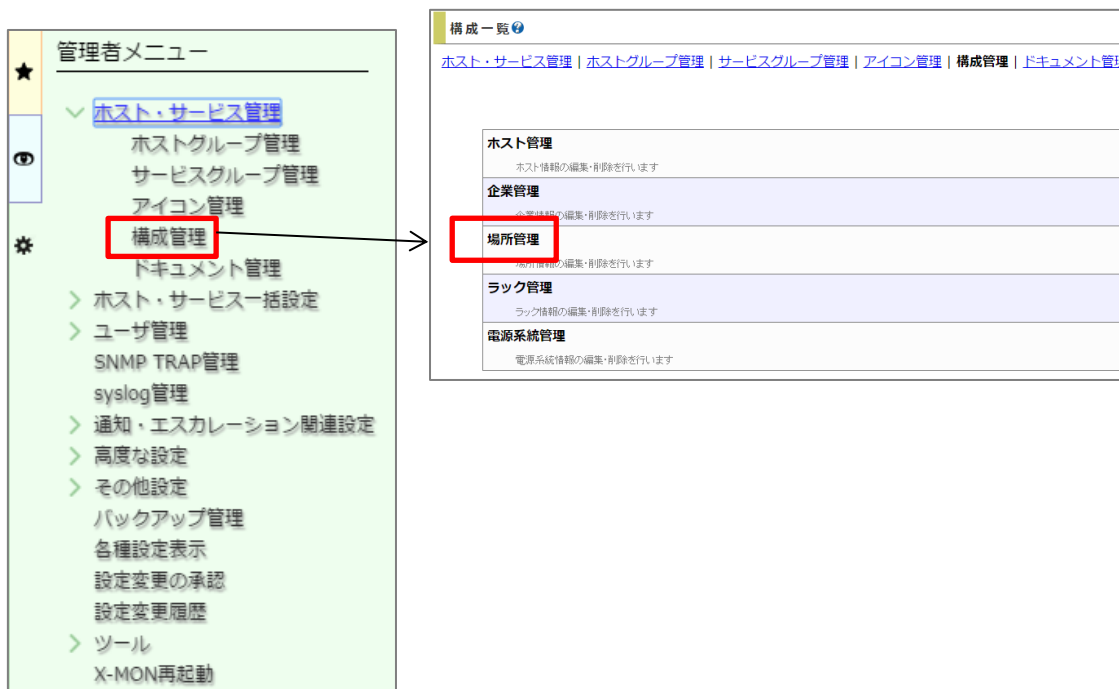 管理者メニュー
ホスト・サービス管理
ホストグループ管理
サービスグループ管理
アイコン管理
構成管理
ドキュメント管理
ホスト・サービス一括設定
ユーザ管理
SNMP TRAP管理
syslog管理
通知・エスカレーション関連設定
高度な設定
その他設定
バックアップ管理
各種設定表示
設定変更の承認
設定変更履歴
ツール
X-MON再起動
構成一覧?
ホスト・サービス管理 | ホストグループ管理 | サービスグループ管理 | アイコン管理 | 構成管理 | ドキュメント管理
ホスト管理
ホスト情報の編集・削除を行います
企業管理
企業情報の編集・削除を行います
場所管理
場所情報の編集・削除を行います
ラック管理
ラック情報の編集・削除を行います
電源系統管理
電源系統情報の編集・削除を行います